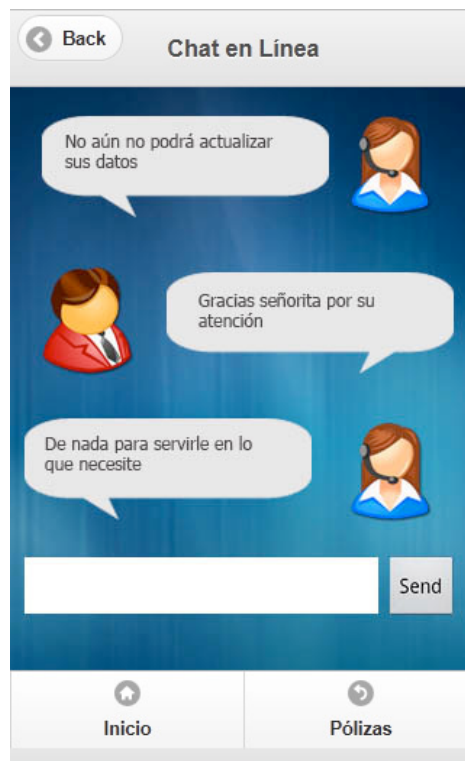 Back
Chat en Línea
No aún no podrá actualizar
sus datos
Gracias señorita por su
atención
De nada para servirle en lo
que necesite
Send
Inicio
Pólizas